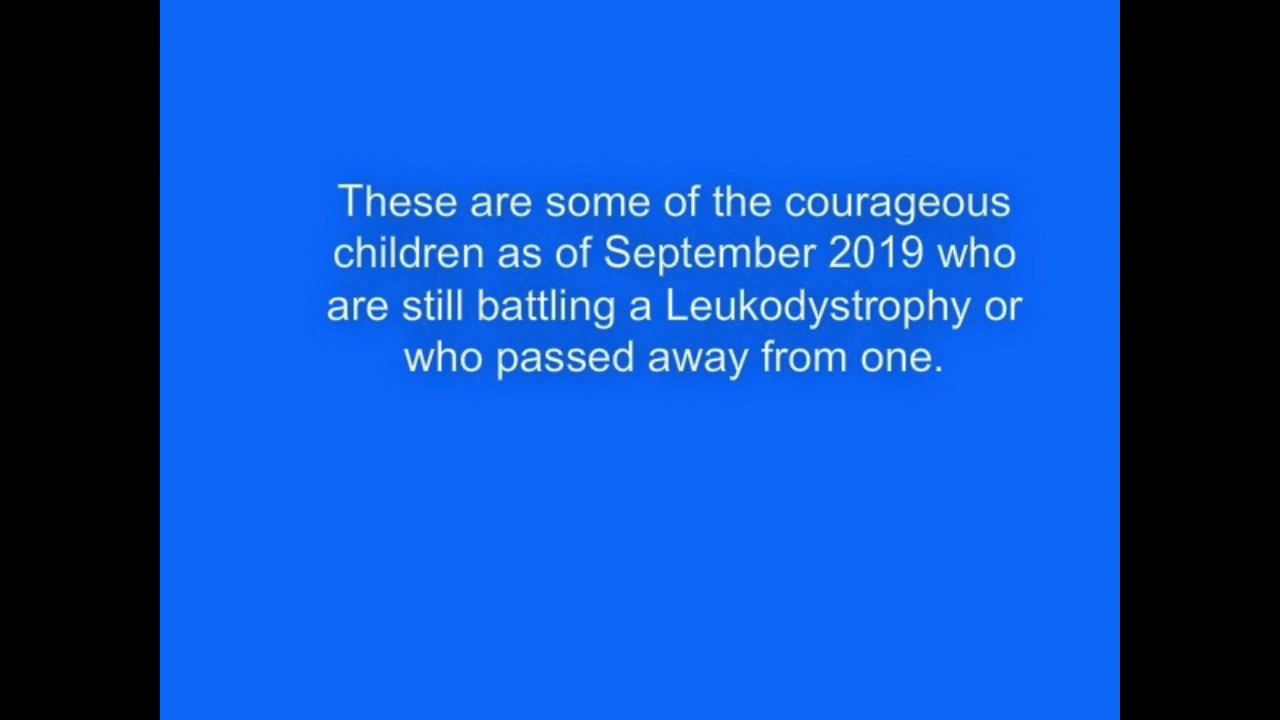 These are some of the courageous
children as of September 2019 who
are still battling a Leukodystrophy or
who passed away from one.